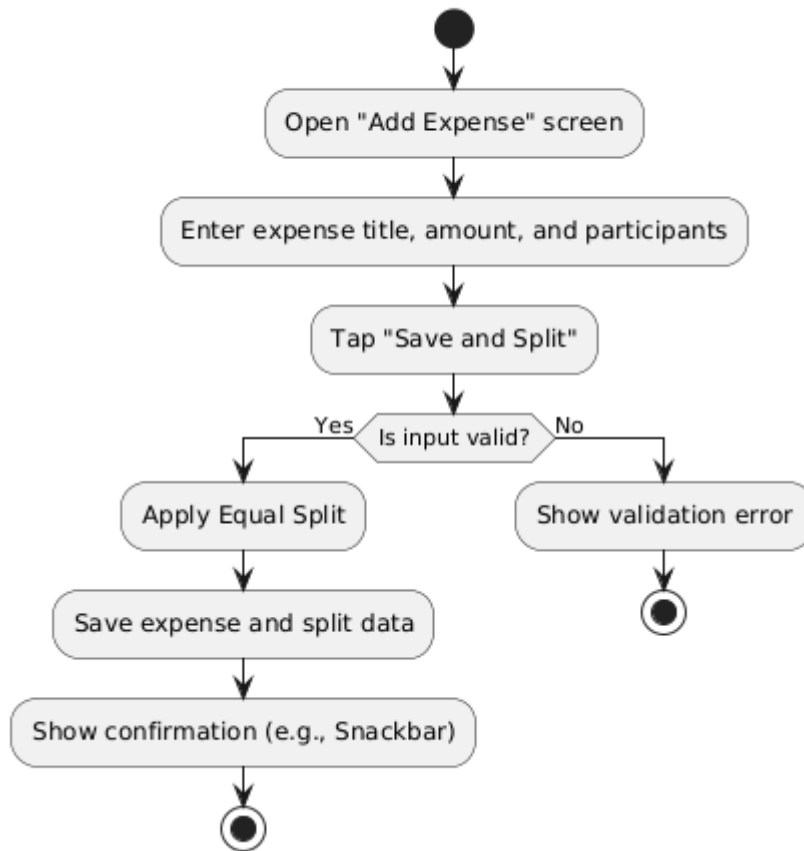 Open "Add Expense" screen
Enter expense title, amount, and participants
Tap "Save and Split"
Yes
Is input valid?
No
Apply Equal Split
Show validation error
Save expense and split data
Show confirmation (e.g., Snackbar)